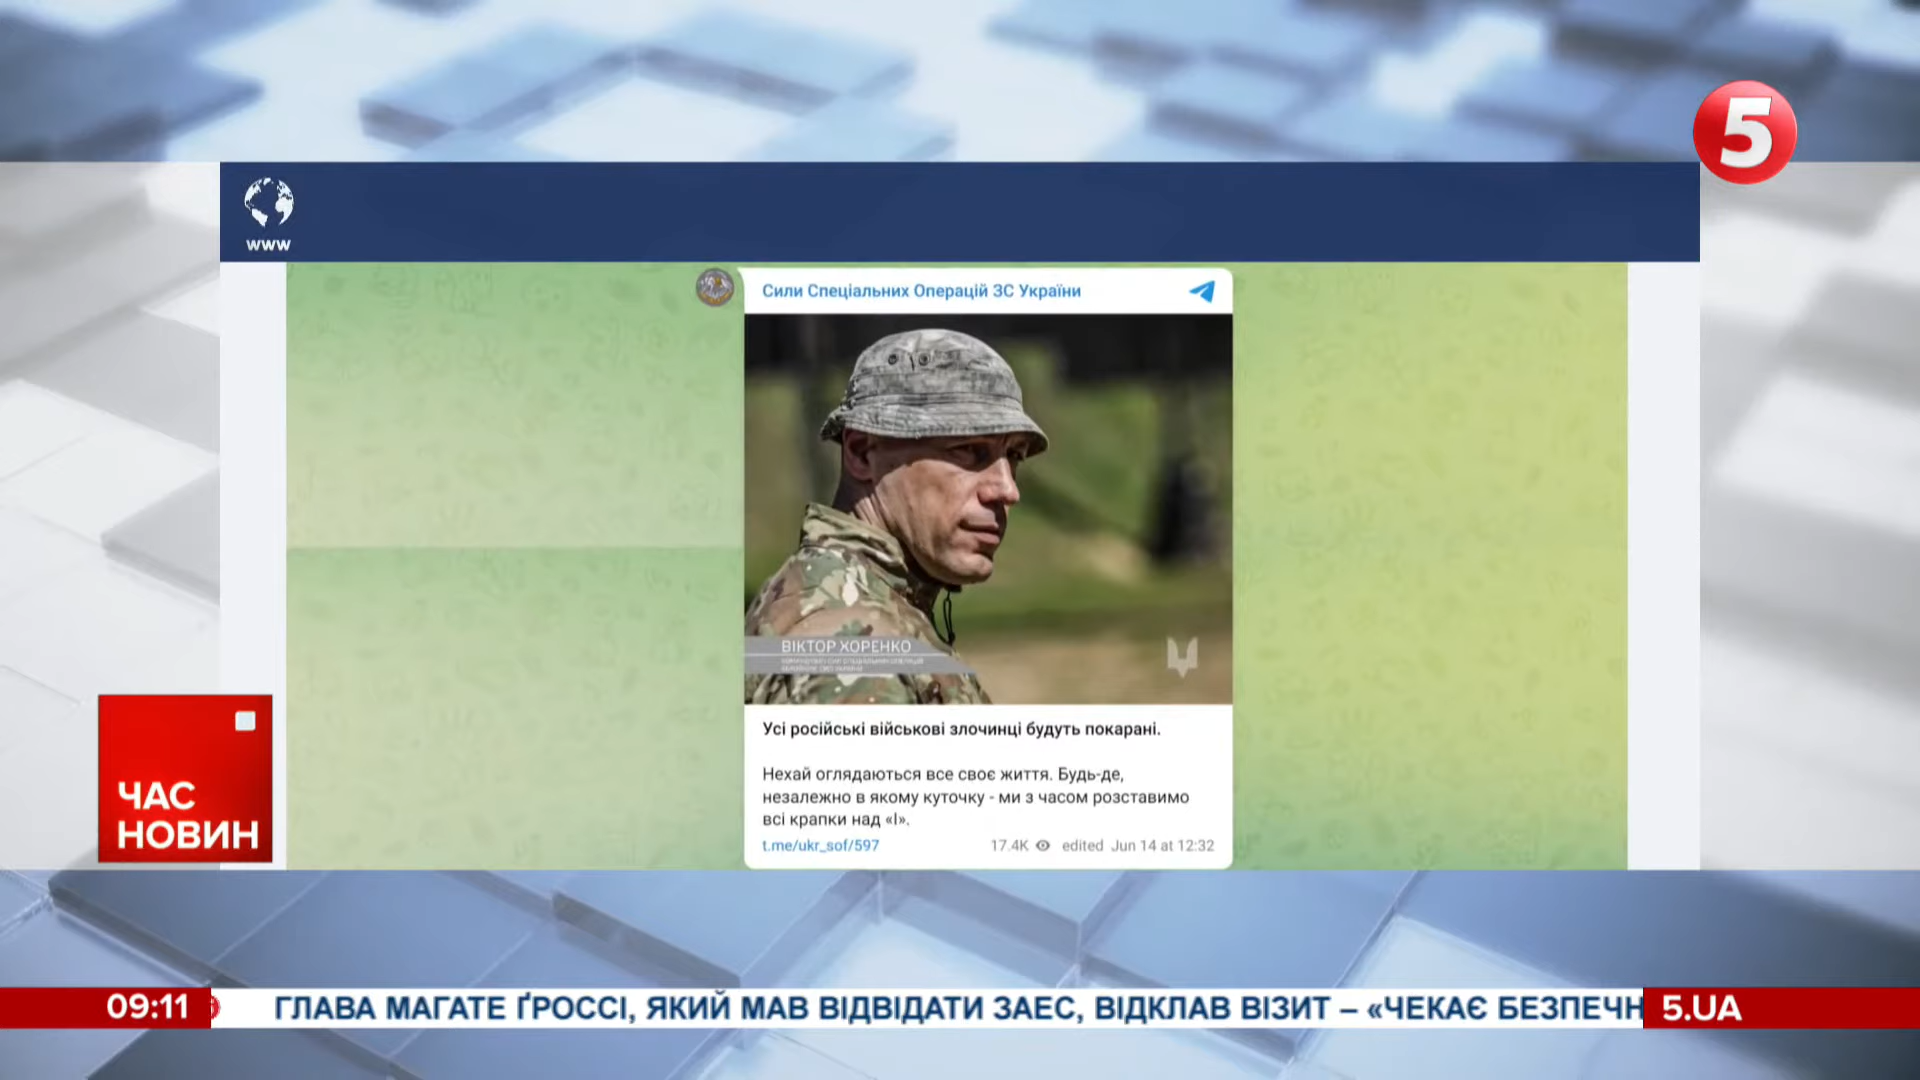 5
www
Сили Спеціальних Операцій ЗС України
ВІКТОР ХОРЕНКО
Усі російські військові злочинці будуть покарані.
Нехай оглядаються все своє життя. Будь-де,
незалежно в якому куточку - ми з часом розставимо
всі крапки над «І».
t.me/ukr_sof/597
17.4K edited Jun 14 at 12:32
ЧАС
НОВИН
09:11
ГЛАВА МАГАТЕ ҐРОССІ, ЯКИЙ МАВ ВІДВІДАТИ ЗАЕС, ВІДКЛАВ ВІЗИТ – «ЧЕКАЄ БЕЗПЕЧН
5.UA